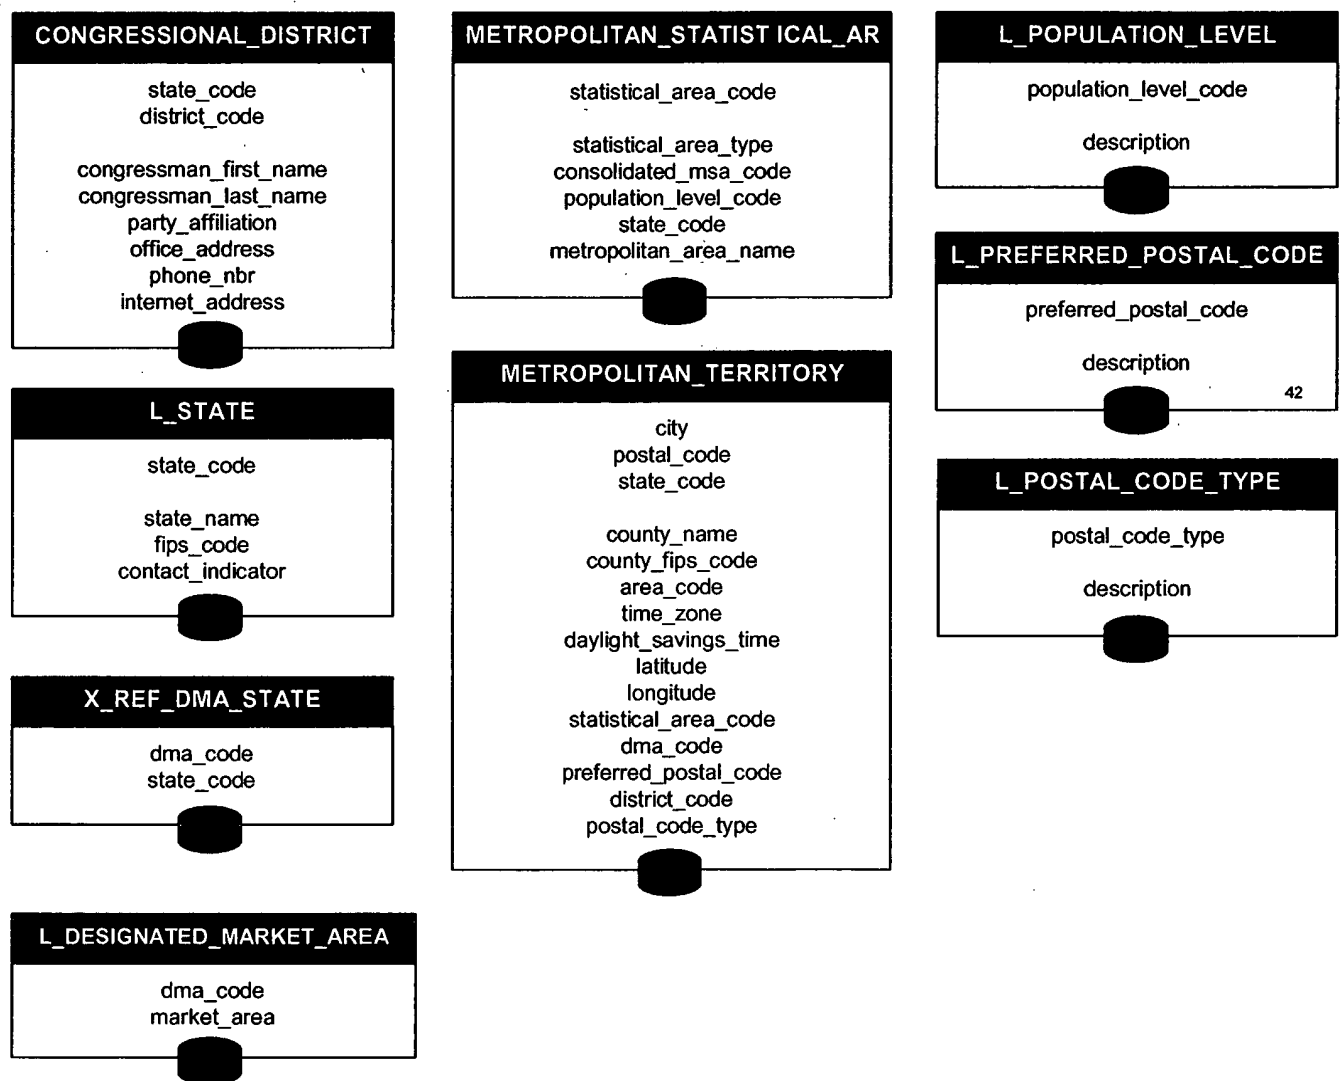 CONGRESSIONAL_DISTRICT
state_code
district_code
congressman_first_name
congressman_last_name
party_affiliation
office_address
phone_nbr
internet_address
L_STATE
state_code
state_name
fips_code
contact_indicator
X_REF_DMA_STATE
dma_code
state_code
L_DESIGNATED_MARKET_AREA
dma_code
market_area
METROPOLITAN_STATIST ICAL_AR
statistical_area_code
statistical_area_type
consolidated_msa_code
population_level_code
state_code
metropolitan_area_name
METROPOLITAN_TERRITORY
city
postal_code
state_code
county_name
county_fips_code
area_code
time_zone
daylight_savings_time
latitude
longitude
statistical_area_code
dma_code
preferred_postal_code
district_code
postal_code_type
L_POPULATION_LEVEL
population_level_code
description
L_PREFERRED_POSTAL_CODE
preferred_postal_code
description
42
L_POSTAL_CODE_TYPE
postal_code_type
description